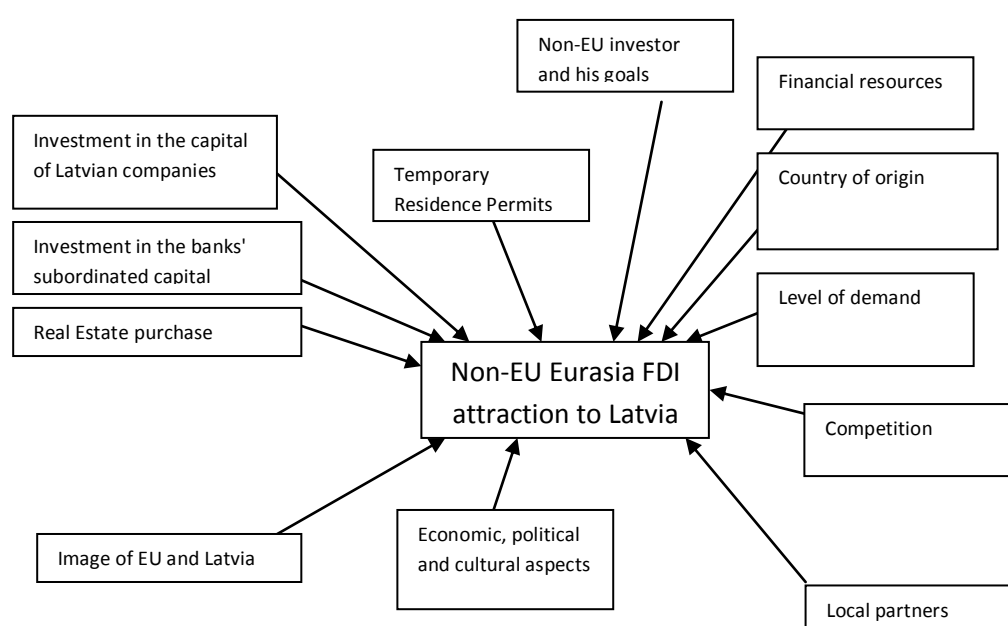 Non-EU investor
and his goals
Financial resources
Investment in the capital
of Latvian companies
Temporary
Residence Permits
Country of origin
Investment in the banks'
subordinated capital
Level of demand
Real Estate purchase
Non-EU Eurasia FDI
attraction to Latvia
Competition
Image of EU and Latvia
Economic, political
and cultural aspects
Local partners